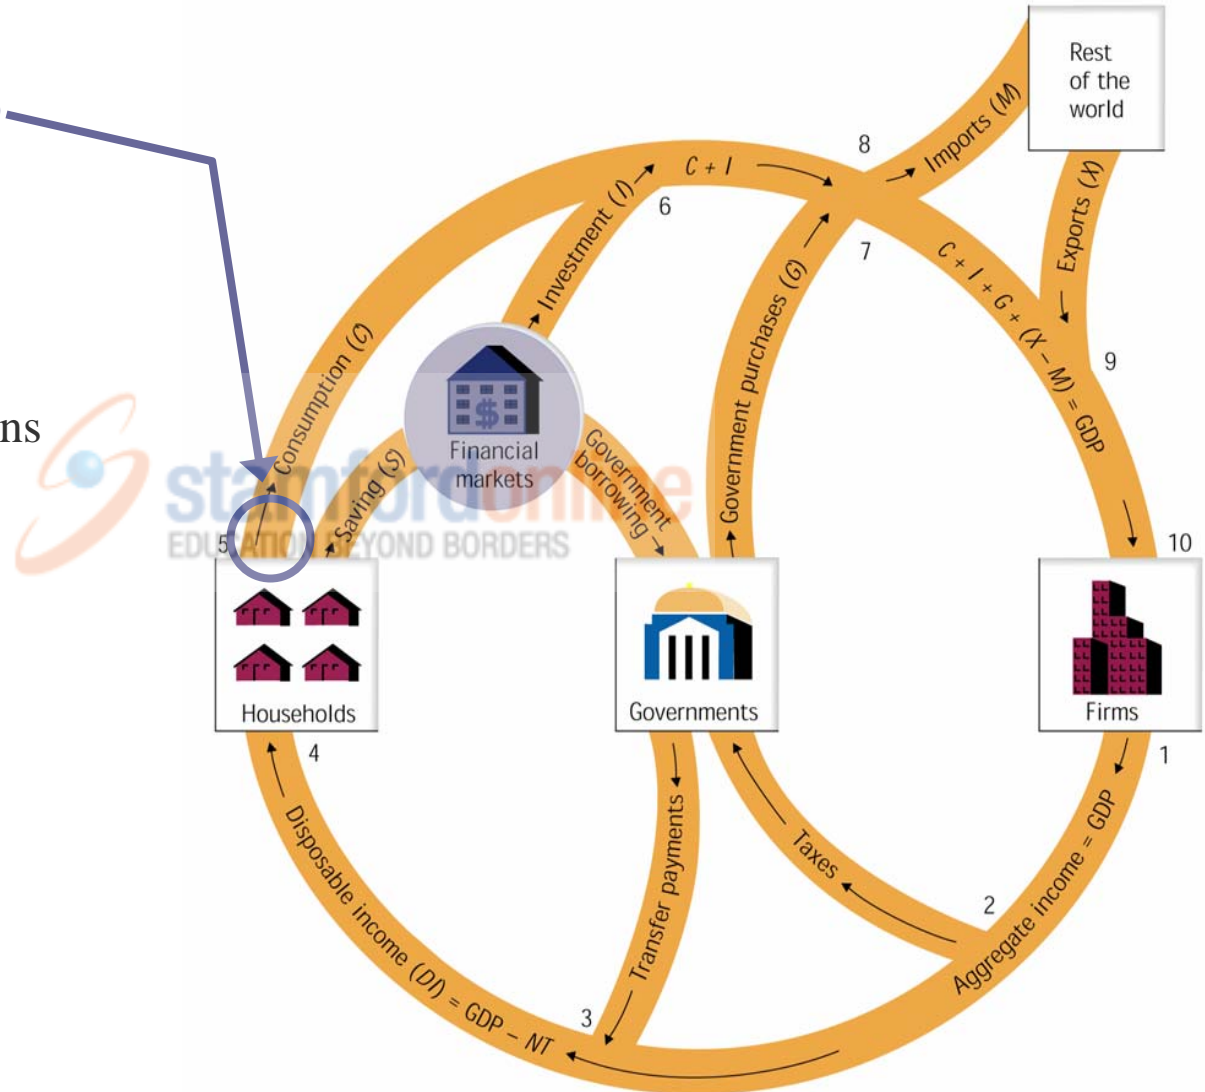 Rest
of the
world
Imports (M)
Exports (X)
8
C + I
Investment (I)
6
7
C + I + G + (X – M) = GDP
9
Government purchases (G)
Consumption (C)
ns
Financial
markets
Government
borrowing
Saving (S)
stamfordonline
EDUCATION BEYOND BORDERS
5
10
Households
Governments
Firms
4
1
Disposable income (DI) = GDP – NT
Transfer payments
Taxes
2
Aggregate income = GDP
3